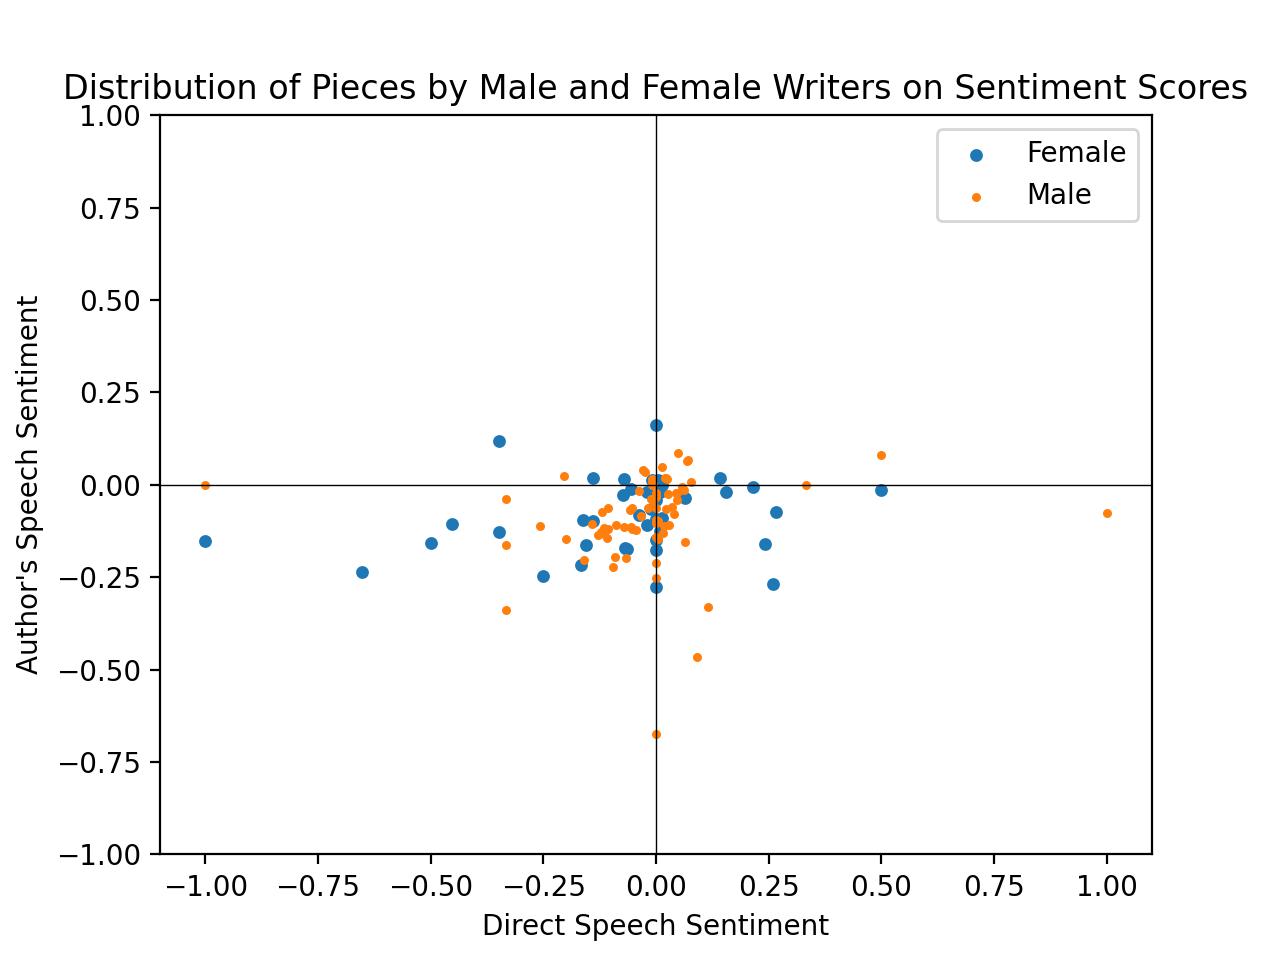 Distribution of Pieces by Male and Female Writers on Sentiment Scores
1.00
0.75
0.50
0.25
0.00
−0.25
−0.50
−0.75
−1.00
Author's Speech Sentiment
Female
Male
−1.00 −0.75 −0.50 −0.25 0.00 0.25 0.50 0.75 1.00
Direct Speech Sentiment